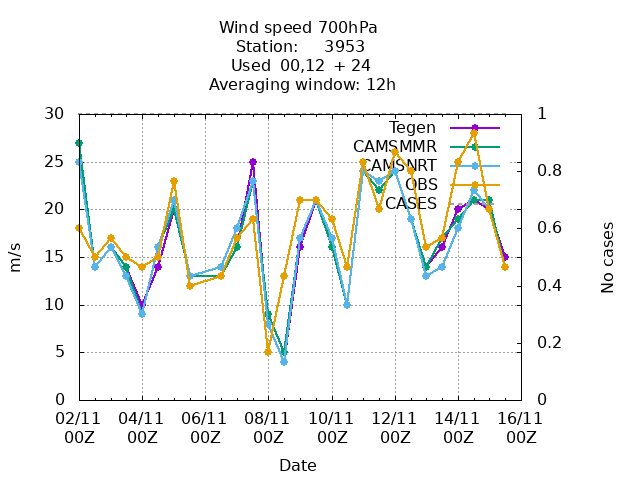 Wind speed 700hPa
Station: 3953
Used 00,12 + 24
Averaging window: 12h
30 1
Tegen
CAMSMMR
25
CAMSNRT
0.8
OBS
20
CASES
0.6
15
m/s
No cases
0.4
10
0.2
5
0 0
02/11 04/11 06/11 08/11 10/11 12/11 14/11 16/11
00Z 00Z 00Z 00Z 00Z 00Z 00Z 00Z
Date